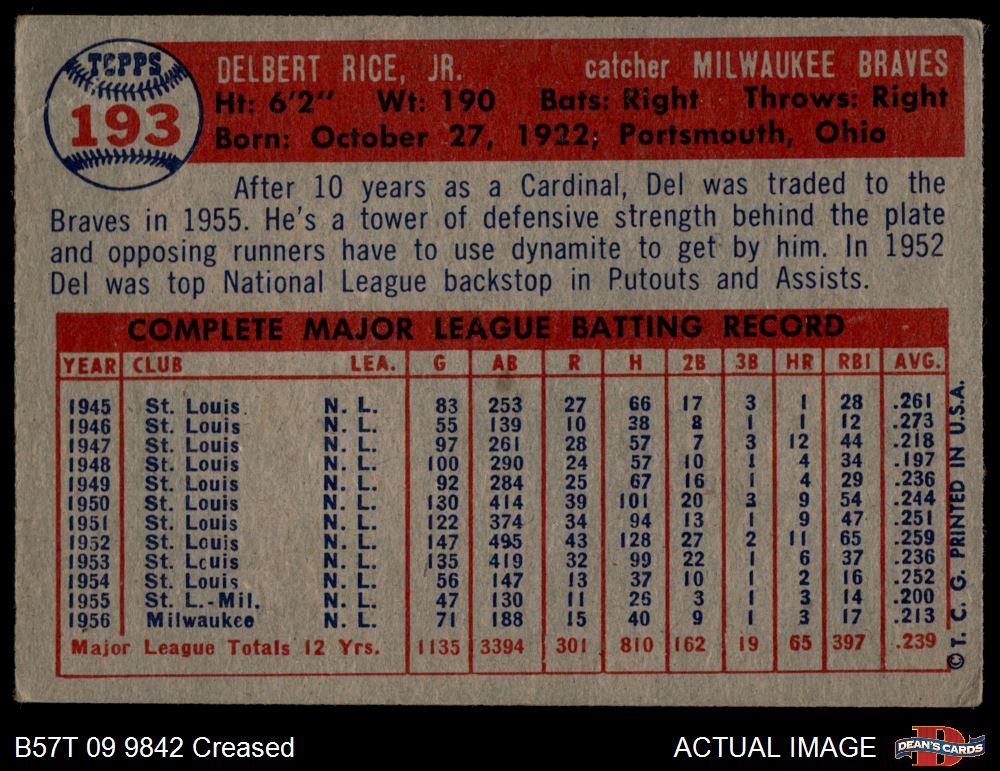 TOPPS
193
DELBERT RICE, JR. catcher MILWAUKEE BRAVES
Ht: 6'2" Wt: 190 Bats: Right Throws: Right
Born: October 27, 1922; Portsmouth, Ohio
After 10 years as a Cardinal, Del was traded to the
Braves in 1955. He's a tower of defensive strength behind the plate
and opposing runners have to use dynamite to get by him. In 1952
Del was top National League backstop in Putouts and Assists.
COMPLETE MAJOR LEAGUE BATTING RECORD
YEAR CLUB LEA. G AB R H 2B 3B HR RBI AVG.
1945 St. Louis N. L. 83 253 27 66 17 3 1 28 .261
1946 St. Louis N. L. 55 139 10 38 8 1 1 12 .273
1947 St. Louis N. L. 97 261 28 57 7 3 12 44 .218
1948 St. Louis N. L. 100 290 24 57 10 1 4 34 .197
1949 St. Louis N. L. 92 284 25 67 16 1 4 29 .236
1950 St. Louis N. L. 130 414 39 101 20 3 9 54 .244
1951 St. Louis N. L. 122 374 34 94 13 1 9 47 .251
1952 St. Louis N. L. 147 495 43 128 27 2 11 65 .259
1953 St. Louis N. L. 135 419 32 99 22 1 6 37 .236
1954 St. Louis N. L. 56 147 13 37 10 1 2 16 .252
1955 St. L.-Mil. N. L. 47 130 11 26 3 1 3 14 .200
1956 Milwaukee N. L. 71 188 15 40 9 1 3 17 .213
Major League Totals 12 Yrs. 1135 3394 301 810 162 19 65 397 .239
© T. C. G. PRINTED IN U.S.A.
B57T 09 9842 Creased
ACTUAL IMAGE
DEAN'S CARDS